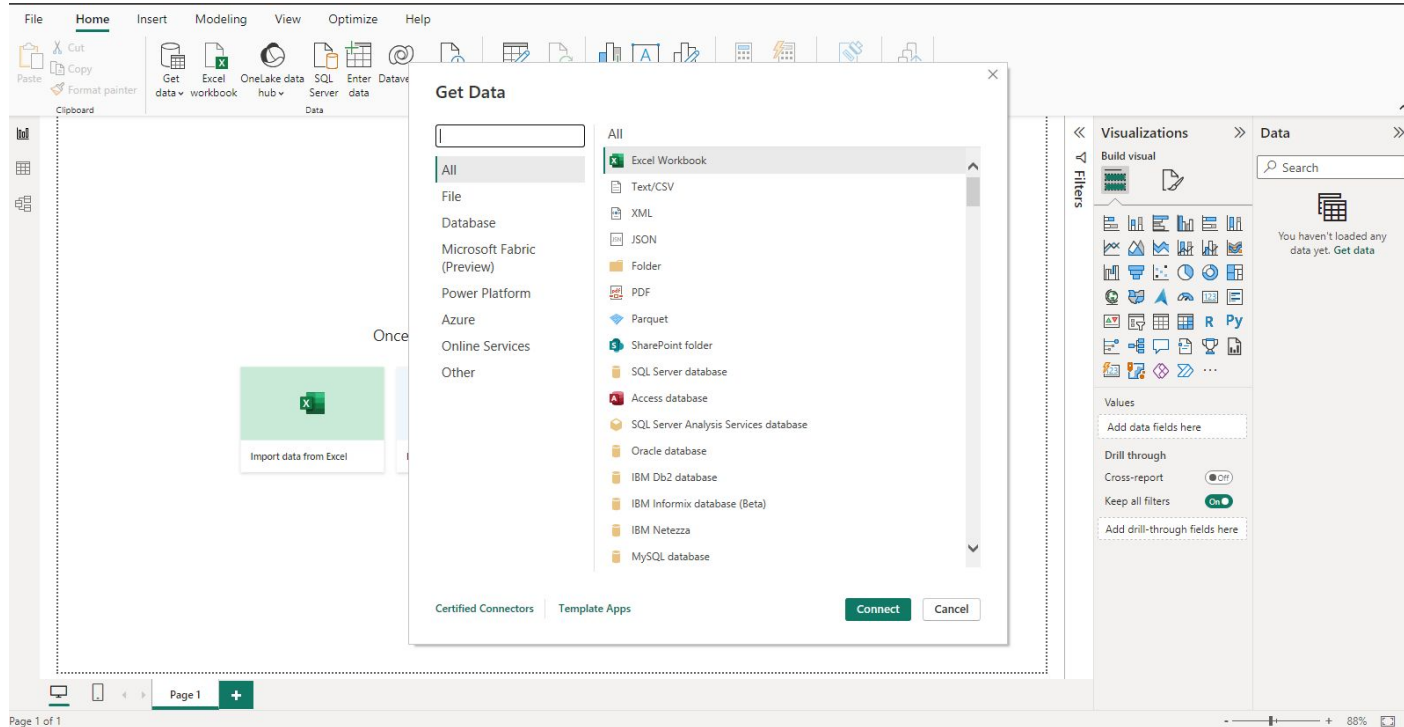 File Home Insert Modeling View Optimize Help
Paste
Cut
Copy
Format painter
Clipboard
Get data
Excel workbook
OneLake data hub
SQL Server
Enter data
Datave
Data
Get Data
All
File
Database
Microsoft Fabric
(Preview)
Power Platform
Azure
Online Services
Other
All
Excel Workbook
Text/CSV
XML
JSON
Folder
PDF
Parquet
SharePoint folder
SQL Server database
Access database
SQL Server Analysis Services database
Oracle database
IBM Db2 database
IBM Informix database (Beta)
IBM Netezza
MySQL database
Certified Connectors
Template Apps
Connect
Cancel
Once
Import data from Excel
Filters
Visualizations
Build visual
123
R
Py
123
Values
Add data fields here
Drill through
Cross-report
Off
Keep all filters
On
Add drill-through fields here
Data
Search
You haven't loaded any
data yet. Get data
Page 1
+
Page 1 of 1
- + 88%